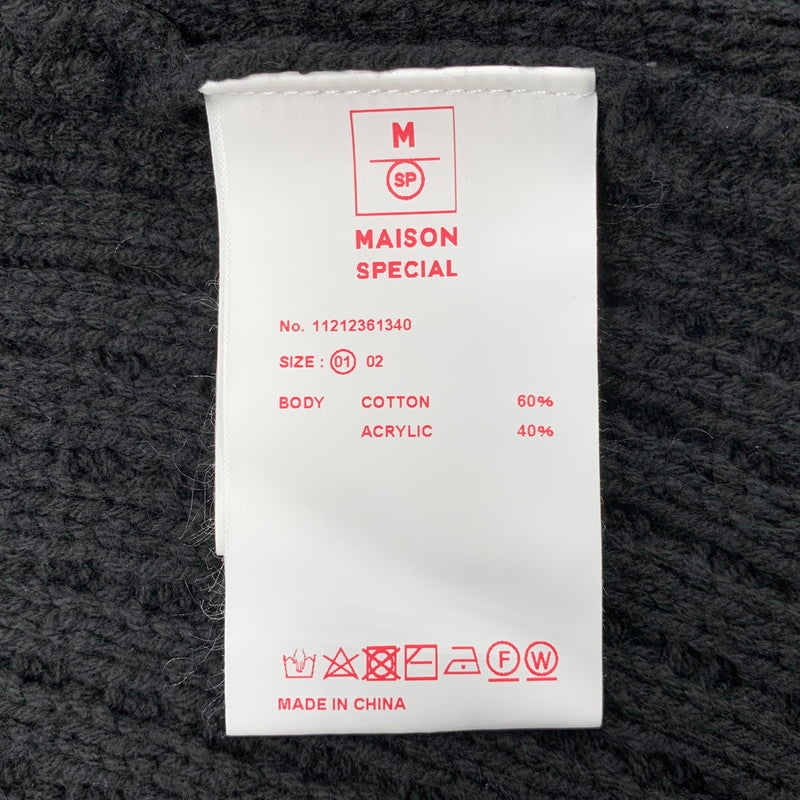 M
SP
MAISON
SPECIAL
No. 11212361340
SIZE : 01 02
BODY COTTON 60%
ACRYLIC 40%
F W
MADE IN CHINA